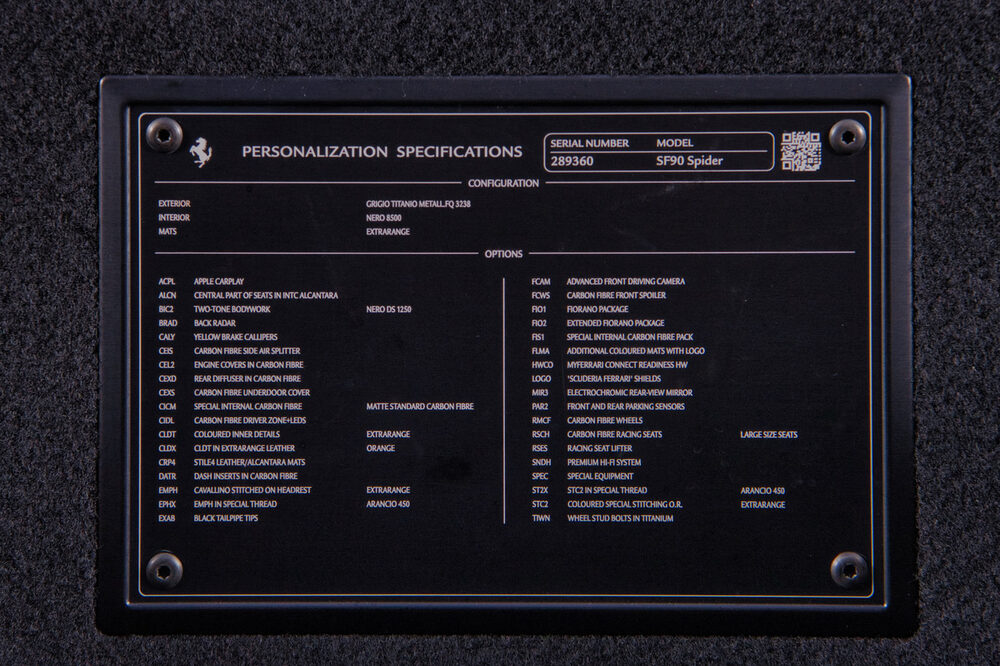 PERSONALIZATION SPECIFICATIONS
SERIAL NUMBER MODEL
289360 SF90 Spider
CONFIGURATION
EXTERIOR GRIGIO TITANIO METALL.FQ 3238
INTERIOR NERO 8500
MATS EXTRARANGE
OPTIONS
ACPL APPLE CARPLAY
ALCN CENTRAL PART OF SEATS IN INTC ALCANTARA
BIC2 TWO-TONE BODYWORK NERO DS 1250
BRAD BACK RADAR
CALY YELLOW BRAKE CALLIPERS
CEIS CARBON FIBRE SIDE AIR SPLITTER
CEL2 ENGINE COVERS IN CARBON FIBRE
CEXD REAR DIFFUSER IN CARBON FIBRE
CEXS CARBON FIBRE UNDERDOOR COVER
CICM SPECIAL INTERNAL CARBON FIBRE MATTE STANDARD CARBON FIBRE
CIDL CARBON FIBRE DRIVER ZONE+LEDS
CLDT COLOURED INNER DETAILS EXTRARANGE
CLDX CLDT IN EXTRARANGE LEATHER ORANGE
CRP4 STILE4 LEATHER/ALCANTARA MATS
DATR DASH INSERTS IN CARBON FIBRE
EMPH CAVALLINO STITCHED ON HEADREST EXTRARANGE
EPHX EMPH IN SPECIAL THREAD ARANCIO 450
EXAB BLACK TAILPIPE TIPS
FCAM ADVANCED FRONT DRIVING CAMERA
FCWS CARBON FIBRE FRONT SPOILER
FIO1 FIORANO PACKAGE
FIO2 EXTENDED FIORANO PACKAGE
FIS1 SPECIAL INTERNAL CARBON FIBRE PACK
FLMA ADDITIONAL COLOURED MATS WITH LOGO
HWCO MYFERRARI CONNECT READINESS HW
LOGO 'SCUDERIA FERRARI' SHIELDS
MIR3 ELECTROCHROMIC REAR-VIEW MIRROR
PAR2 FRONT AND REAR PARKING SENSORS
RMCF CARBON FIBRE WHEELS
RSCH CARBON FIBRE RACING SEATS LARGE SIZE SEATS
RSES RACING SEAT LIFTER
SNDH PREMIUM HI-FI SYSTEM
SPEC SPECIAL EQUIPMENT
ST2X STC2 IN SPECIAL THREAD ARANCIO 450
STC2 COLOURED SPECIAL STITCHING O.R. EXTRARANGE
TIWN WHEEL STUD BOLTS IN TITANIUM